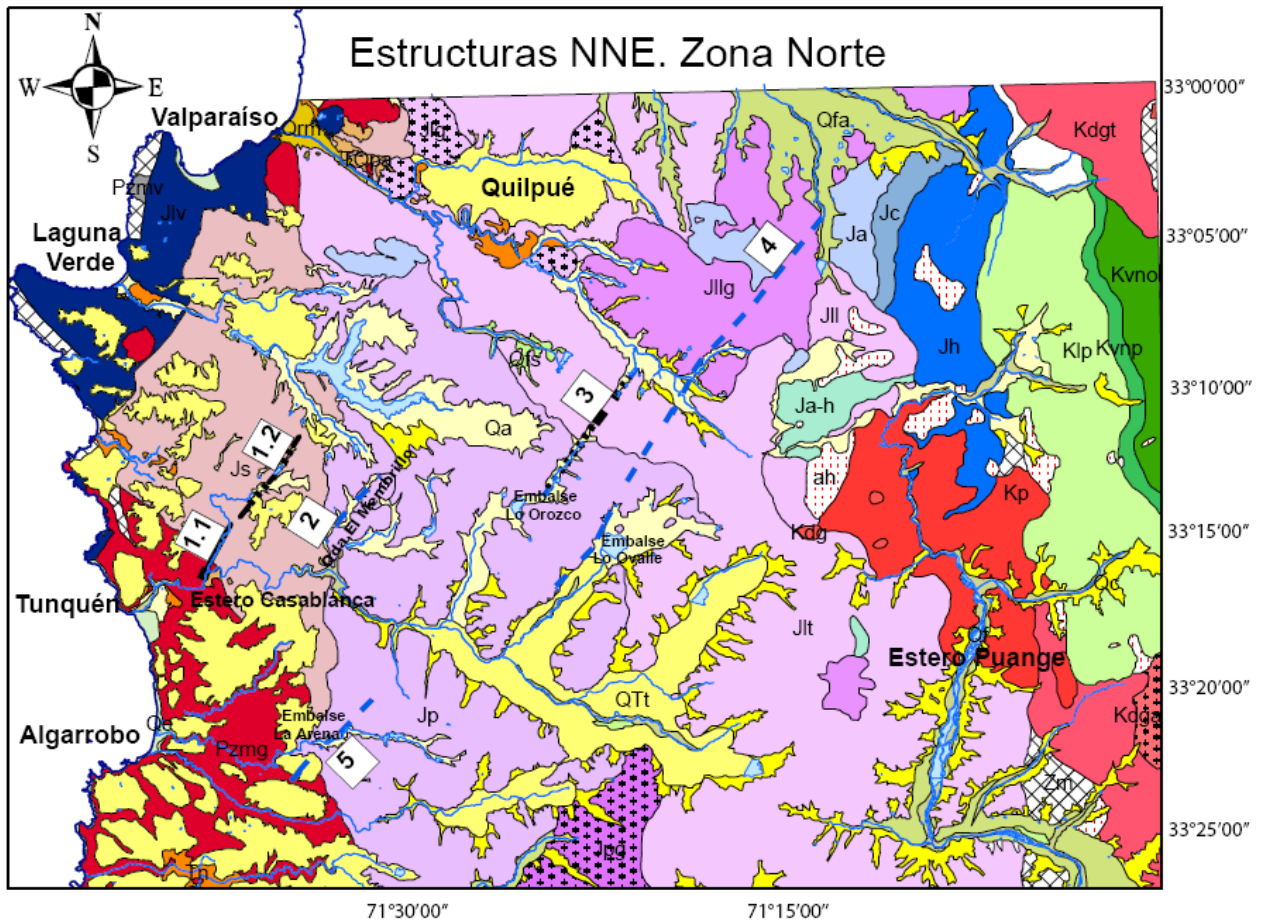 Estructuras NNE. Zona Norte
N
W
E
S
33°00'00"
Valparaíso
Qrm
TQpa
Qfa
Kdgt
Pzmv
Jlv
Quilpué
Jc
Ja
Laguna
Verde
4
33°05'00"
Kvno
Jllg
Jll
Jh
Klp
Kvnp
Qfs
33°10'00"
3
Ja-h
Qa
1.2
Js
Qda. El Membrillo
ah
Kp
Embalse
Lo Orozco
2
1.1
Kdg
33°15'00"
Embalse
Lo Ovalle
Qc
Tunquén
Estero Casablanca
Jlt
Qf
Estero Puange
33°20'00"
QTt
Jp
Embalse
La Arena
Qe
Algarrobo
Pzmg
5
Zm
33°25'00"
71°30'00"
71°15'00"